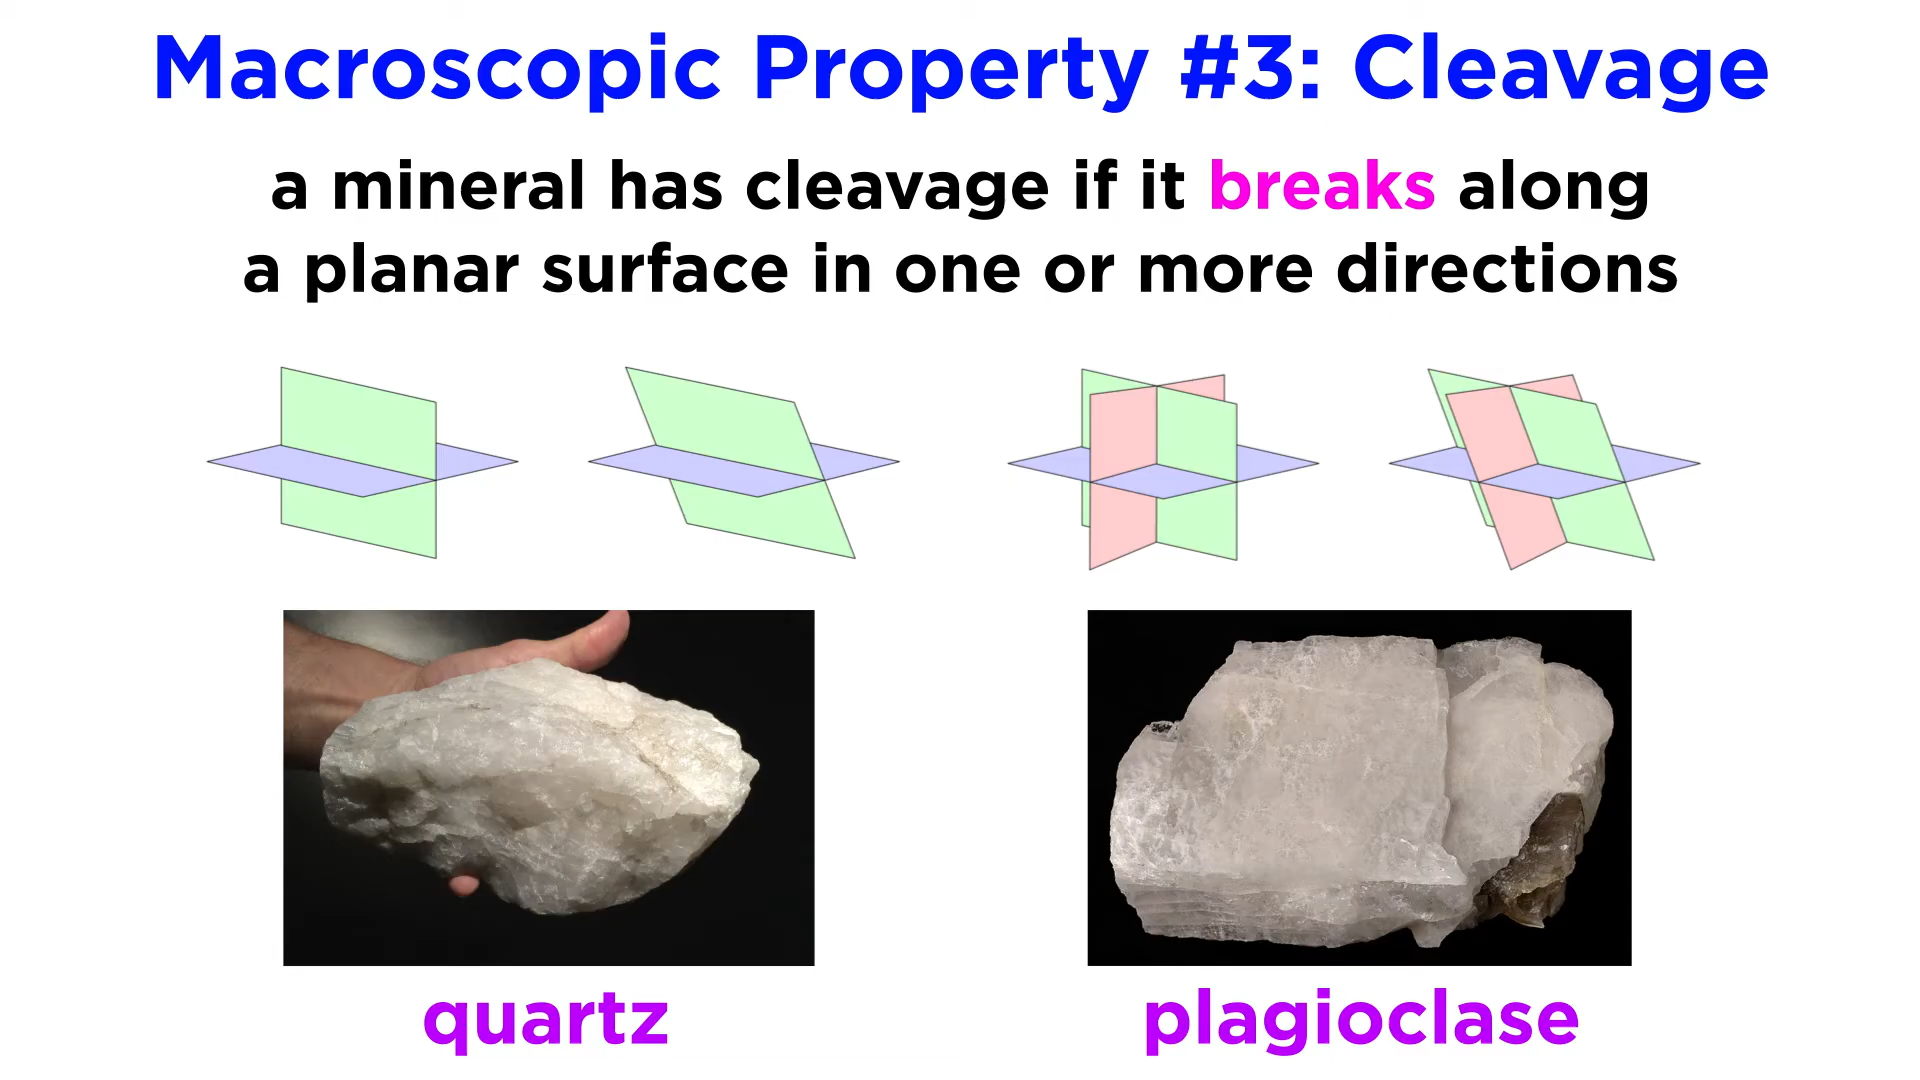 Macroscopic Property #3: Cleavage
a mineral has cleavage if it breaks along
a planar surface in one or more directions
quartz
plagioclase